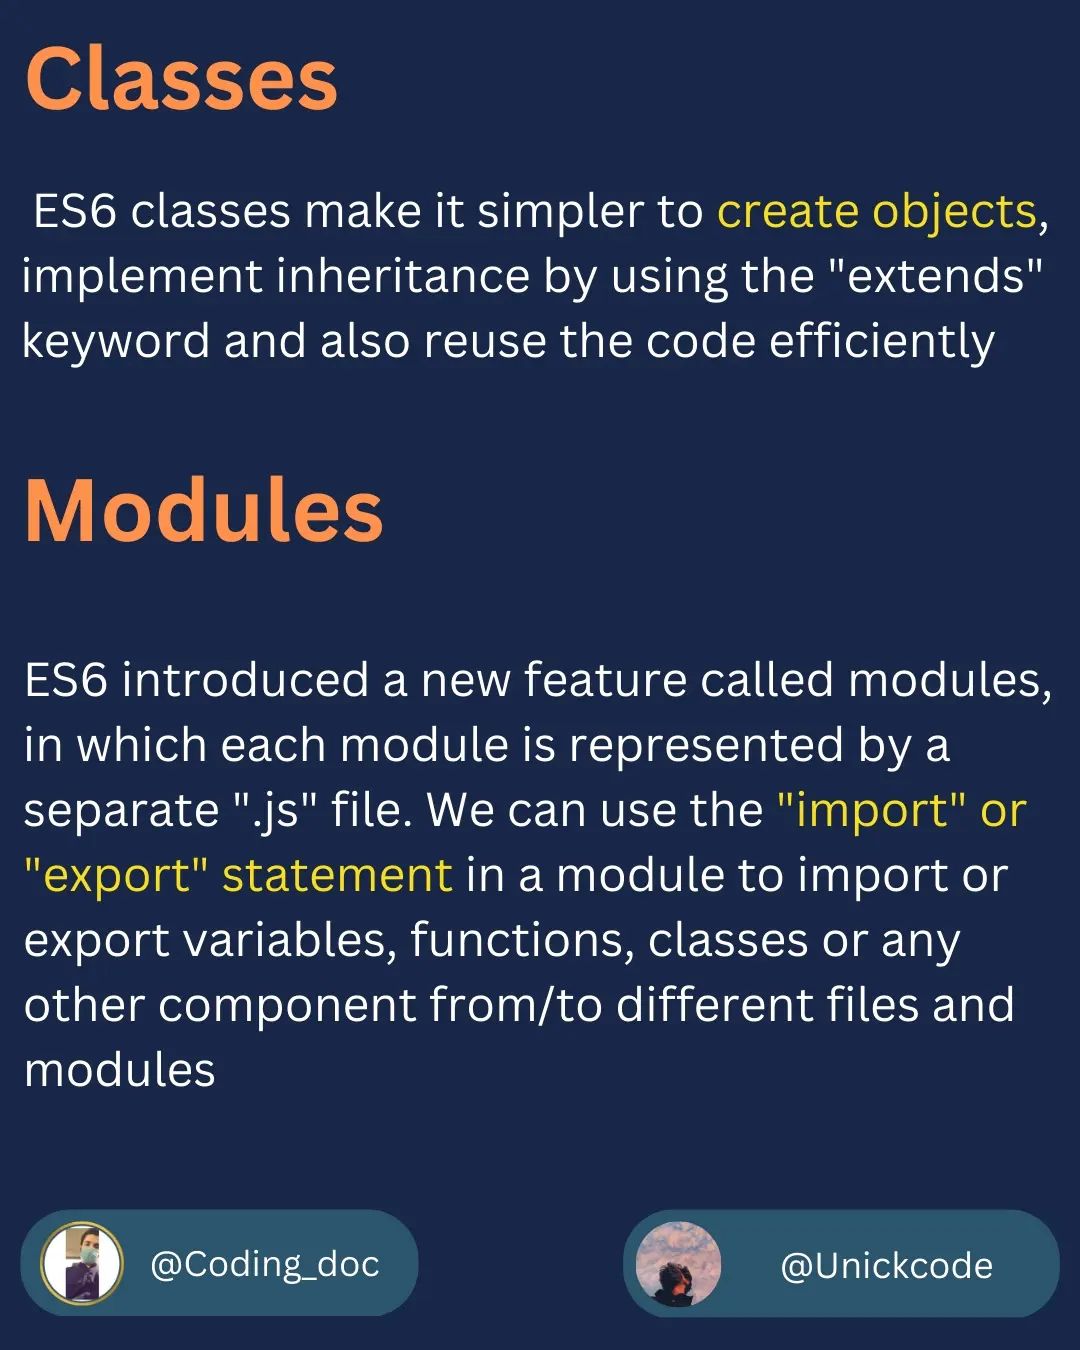 Classes
ES6 classes make it simpler to create objects,
implement inheritance by using the "extends"
keyword and also reuse the code efficiently
Modules
ES6 introduced a new feature called modules,
in which each module is represented by a
separate ".js" file. We can use the "import" or
"export" statement in a module to import or
export variables, functions, classes or any
other component from/to different files and
modules
@Coding_doc
@Unickcode